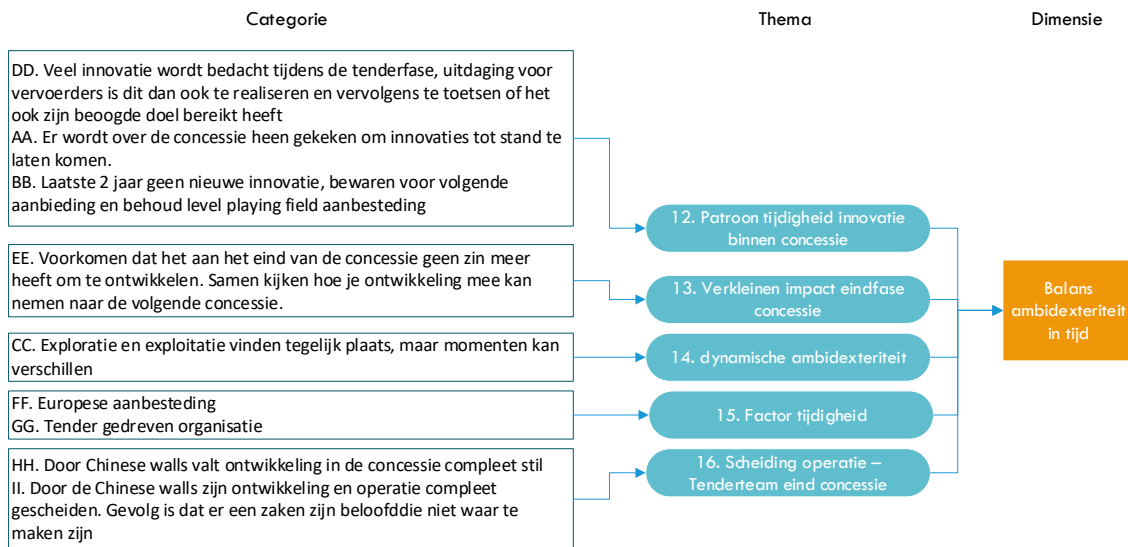 Categorie
Thema
Dimensie
DD. Veel innovatie wordt bedacht tijdens de tenderfase, uitdaging voor
vervoerders is dit dan ook te realiseren en vervolgens te toetsen of het
ook zijn beoogde doel bereikt heeft
AA. Er wordt over de concessie heen gekeken om innovaties tot stand te
laten komen.
BB. Laatste 2 jaar geen nieuwe innovatie, bewaren voor volgende
aanbieding en behoud level playing field aanbesteding
12. Patroon tijdigheid innovatie
binnen concessie
EE. Voorkomen dat het aan het eind van de concessie geen zin meer
heeft om te ontwikkelen. Samen kijken hoe je ontwikkeling mee kan
nemen naar de volgende concessie.
13. Verkleinen impact eindfase
concessie
Balans
ambidexteriteit
in tijd
CC. Exploratie en exploitatie vinden tegelijk plaats, maar momenten kan
verschillen
14. dynamische ambidexteriteit
FF. Europese aanbesteding
GG. Tender gedreven organisatie
15. Factor tijdigheid
HH. Door Chinese walls valt ontwikkeling in de concessie compleet stil
II. Door de Chinese walls zijn ontwikkeling en operatie compleet
gescheiden. Gevolg is dat er een zaken zijn beloofddie niet waar te
maken zijn
16. Scheiding operatie –
Tenderteam eind concessie